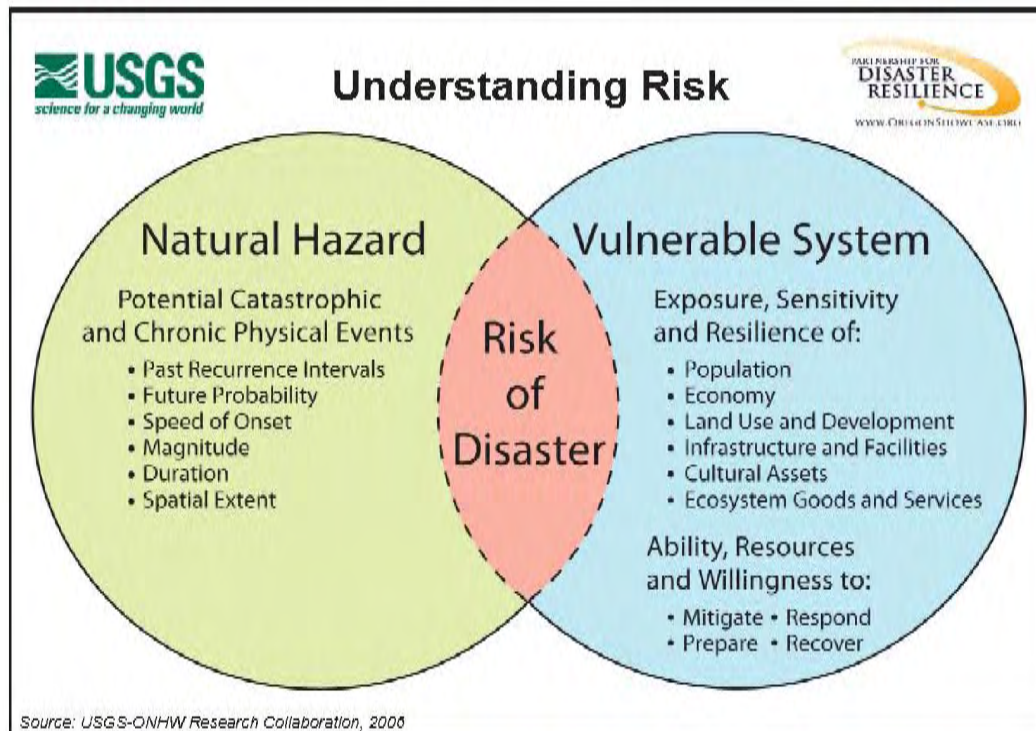 USGS
science for a changing world
Understanding Risk
PARTNERSHIP FOR
DISASTER
RESILIENCE
WWW.OREGONSHOWCASE.ORG
Natural Hazard
Potential Catastrophic
and Chronic Physical Events
• Past Recurrence Intervals
• Future Probability
• Speed of Onset
• Magnitude
• Duration
• Spatial Extent
Risk
of
Disaster
Vulnerable System
Exposure, Sensitivity
and Resilience of:
• Population
• Economy
• Land Use and Development
• Infrastructure and Facilities
• Cultural Assets
• Ecosystem Goods and Services
Ability, Resources
and Willingness to:
• Mitigate • Respond
• Prepare • Recover
Source: USGS-ONHW Research Collaboration, 2006